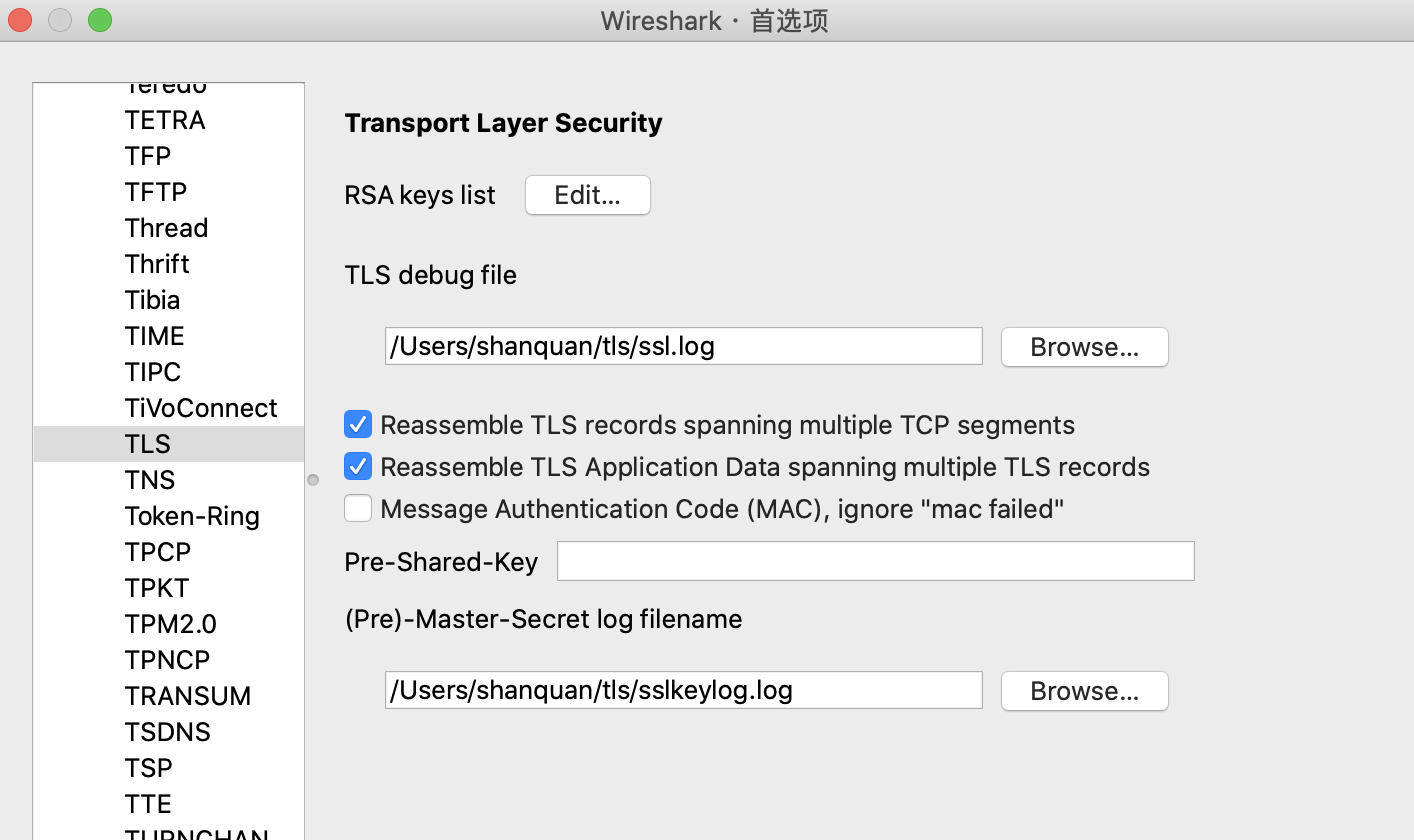 Wireshark · 首选项
Teredo
TETRA
TFP
TFTP
Thread
Thrift
Tibia
TIME
TIPC
TiVoConnect
TLS
TNS
Token-Ring
TPCP
TPKT
TPM2.0
TPNCP
TRANSUM
TSDNS
TSP
TTE
TURNCHAN
Transport Layer Security
RSA keys list Edit...
TLS debug file
/Users/shanquan/tls/ssl.log Browse...
Reassemble TLS records spanning multiple TCP segments
Reassemble TLS Application Data spanning multiple TLS records
Message Authentication Code (MAC), ignore "mac failed"
Pre-Shared-Key
(Pre)-Master-Secret log filename
/Users/shanquan/tls/sslkeylog.log Browse...